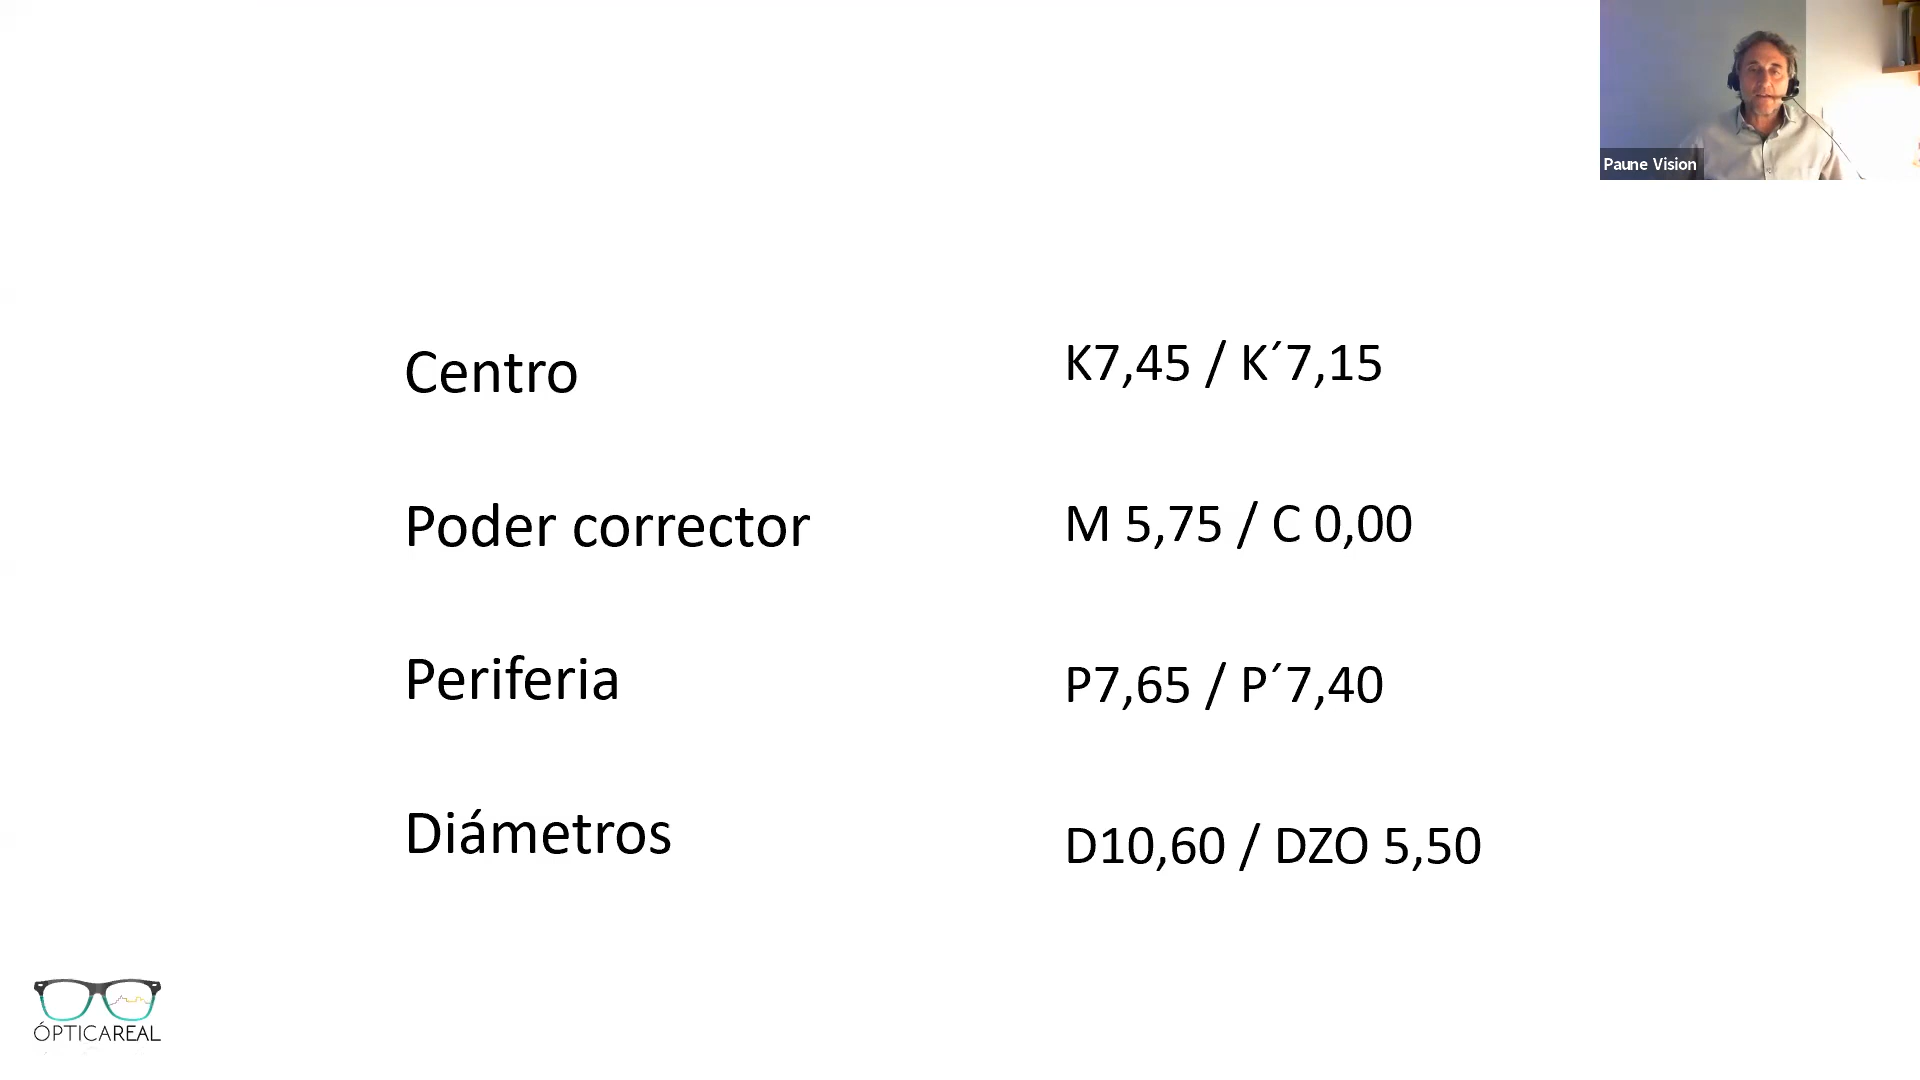 Paune Vision
Centro
K7,45 / K´7,15
Poder corrector
M 5,75 / C 0,00
Periferia
P7,65 / P´7,40
Diámetros
D10,60 / DZO 5,50
ÓPTICAREAL